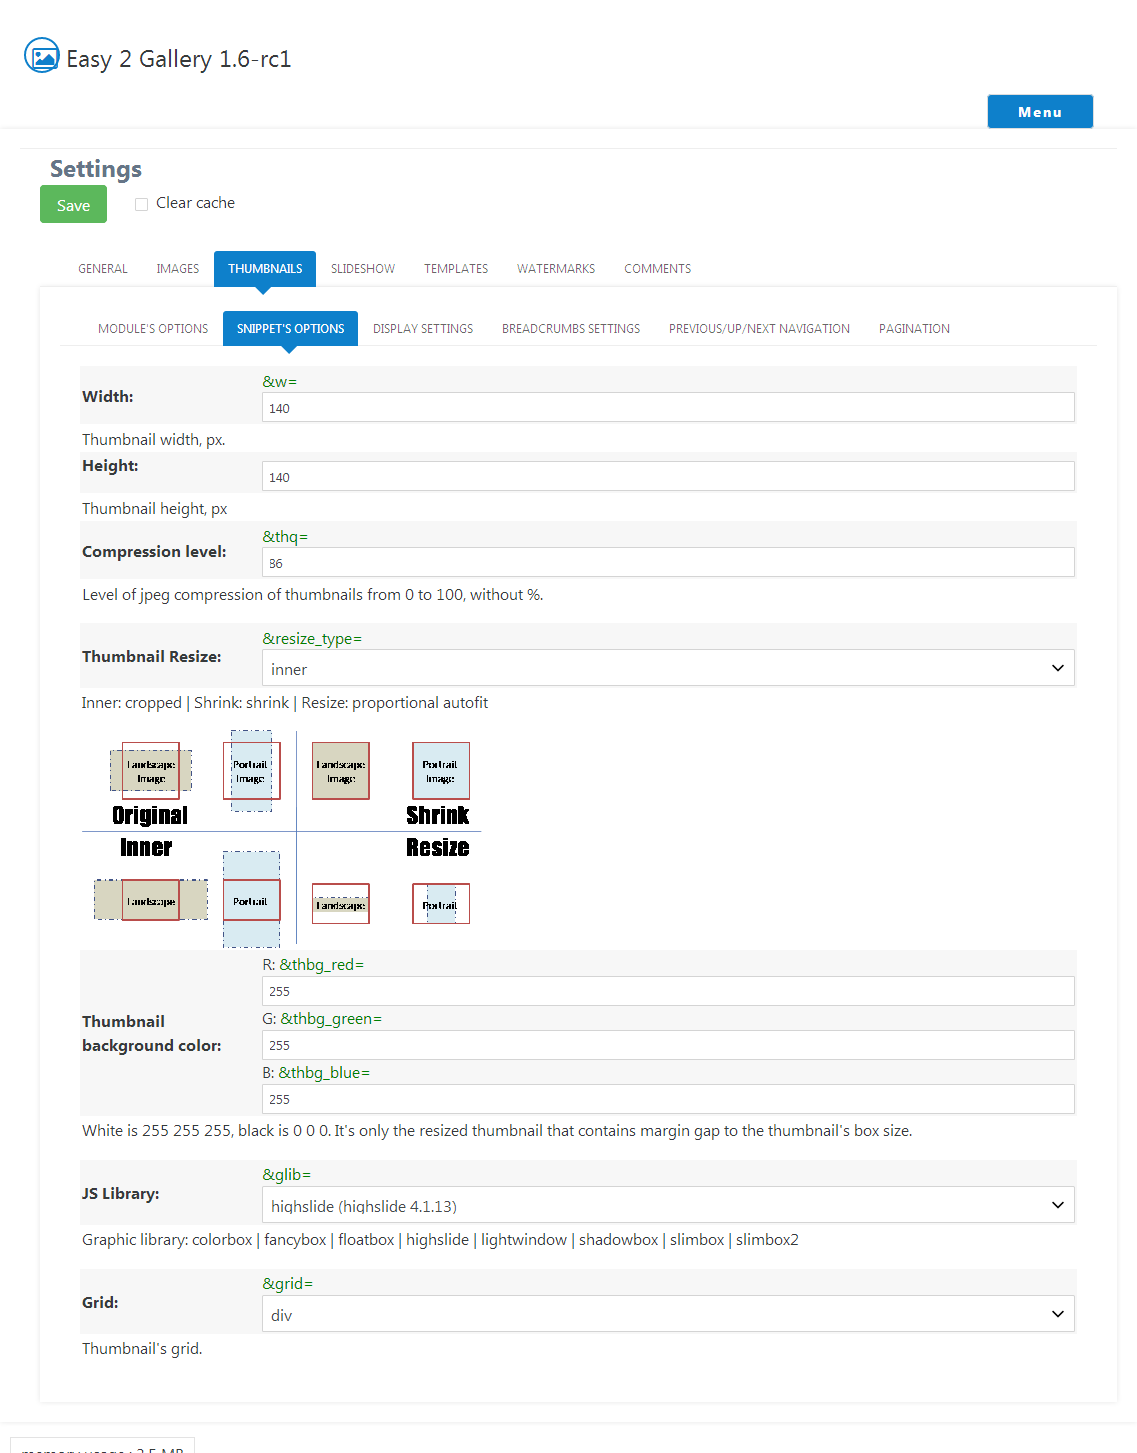 Easy 2 Gallery 1.6-rc1
Menu
Settings
Save
Clear cache
GENERAL IMAGES THUMBNAILS SLIDESHOW TEMPLATES WATERMARKS COMMENTS
MODULE'S OPTIONS SNIPPET'S OPTIONS DISPLAY SETTINGS BREADCRUMBS SETTINGS PREVIOUS/UP/NEXT NAVIGATION PAGINATION
&w=
Width:
140
Thumbnail width, px.
Height:
140
Thumbnail height, px
&thq=
Compression level:
86
Level of jpeg compression of thumbnails from 0 to 100, without %.
&resize_type=
Thumbnail Resize:
inner
Inner: cropped | Shrink: shrink | Resize: proportional autofit
Landscape Image
Portrait Image
Landscape Image
Portrait Image
Original
Shrink
Inner
Resize
Landscape
Portrait
Landscape
Portrait
R: &thbg_red=
255
G: &thbg_green=
Thumbnail background color:
255
B: &thbg_blue=
255
White is 255 255 255, black is 0 0 0. It's only the resized thumbnail that contains margin gap to the thumbnail's box size.
&glib=
JS Library:
highslide (highslide 4.1.13)
Graphic library: colorbox | fancybox | floatbox | highslide | lightwindow | shadowbox | slimbox | slimbox2
&grid=
Grid:
div
Thumbnail's grid.
memory usage : 2.5 MB